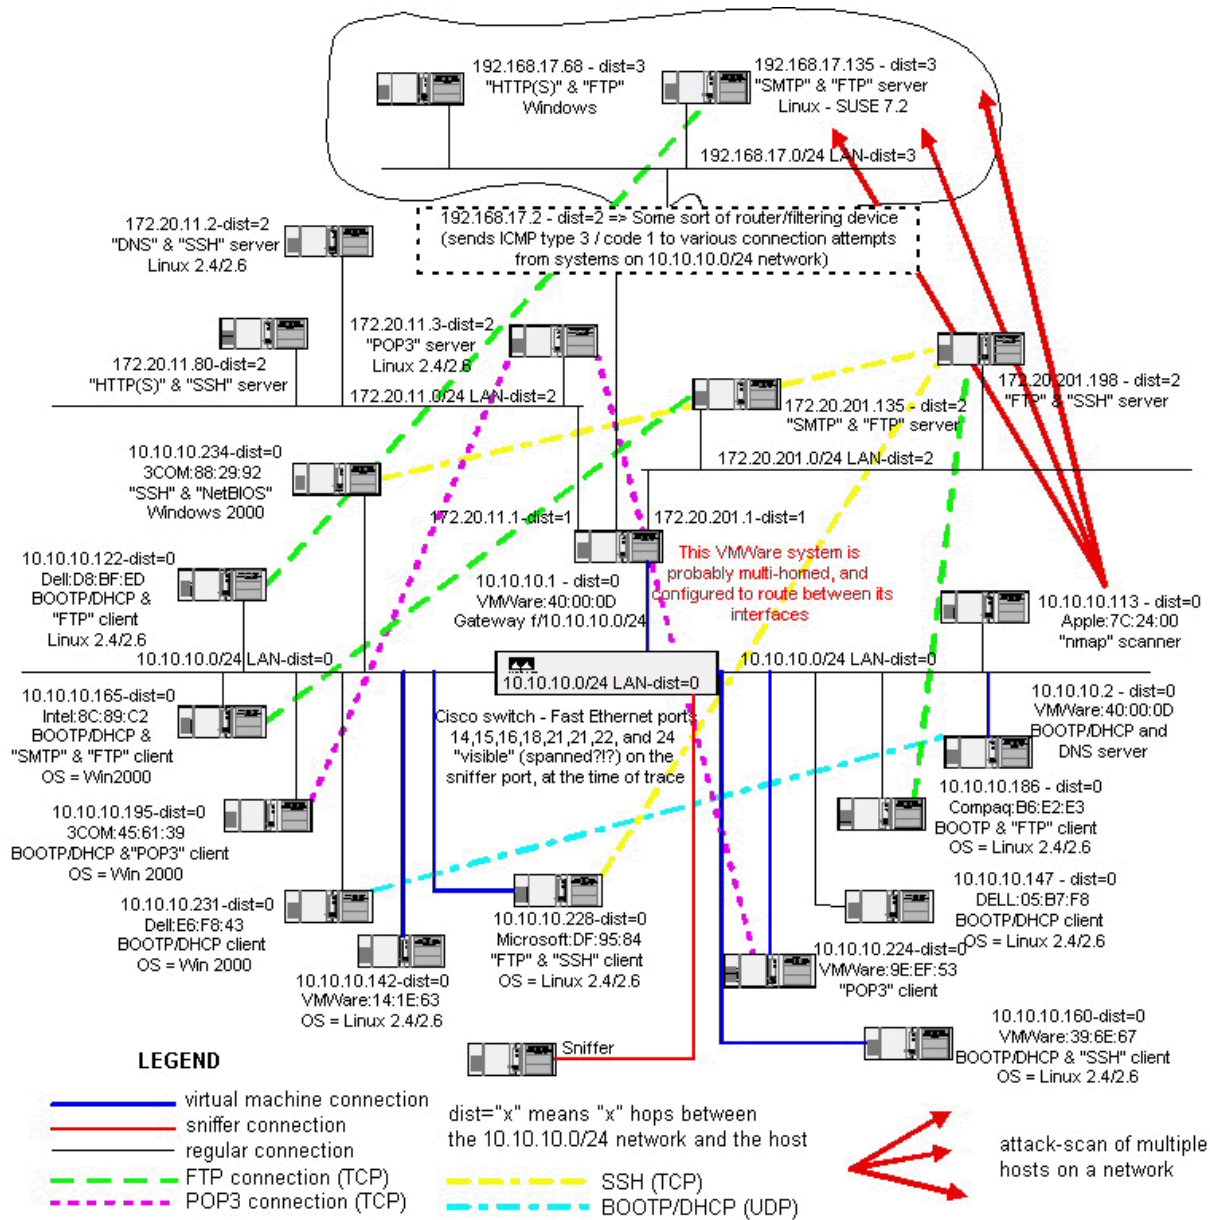 192.168.17.68 - dist=3
"HTTP(S)" & "FTP"
Windows
192.168.17.135 - dist=3
"SMTP" & "FTP" server
Linux - SUSE 7.2
192.168.17.0/24 LAN-dist=3
192.168.17.2 - dist=2 => Some sort of router/filtering device
(sends ICMP type 3 / code 1 to various connection attempts
from systems on 10.10.10.0/24 network)
172.20.11.2-dist=2
"DNS" & "SSH" server
Linux 2.4/2.6
172.20.11.3-dist=2
"POP3" server
Linux 2.4/2.6
172.20.11.80-dist=2
"HTTP(S)" & "SSH" server
172.20.11.0/24 LAN-dist=2
172.20.201.198 - dist=2
"FTP" & "SSH" server
172.20.201.135 - dist=2
"SMTP" & "FTP" server
172.20.201.0/24 LAN-dist=2
10.10.10.234-dist=0
3COM:88:29:92
"SSH" & "NetBIOS"
Windows 2000
172.20.11.1-dist=1
172.20.201.1-dist=1
10.10.10.122-dist=0
Dell:D8:BF:ED
BOOTP/DHCP &
"FTP" client
Linux 2.4/2.6
10.10.10.1 - dist=0
VMWare:40:00:0D
Gateway f/10.10.10.0/24
This VMWare system is
probably multi-homed, and
configured to route between its
interfaces
10.10.10.113 - dist=0
Apple:7C:24:00
"nmap" scanner
10.10.10.0/24 LAN-dist=0
10.10.10.0/24 LAN-dist=0
10.10.10.0/24 LAN-dist=0
Cisco switch - Fast Ethernet ports
14,15,16,18,21,21,22, and 24
"visible" (spanned?!?) on the
sniffer port, at the time of trace
10.10.10.165-dist=0
Intel:8C:89:C2
BOOTP/DHCP &
"SMTP" & "FTP" client
OS = Win2000
10.10.10.2 - dist=0
VMWare:40:00:0D
BOOTP/DHCP and
DNS server
10.10.10.195-dist=0
3COM:45:61:39
BOOTP/DHCP &"POP3" client
OS = Win 2000
10.10.10.186 - dist=0
Compaq:B6:E2:E3
BOOTP & "FTP" client
OS = Linux 2.4/2.6
10.10.10.231-dist=0
Dell:E6:F8:43
BOOTP/DHCP client
OS = Win 2000
10.10.10.228-dist=0
Microsoft:DF:95:84
"FTP" & "SSH" client
OS = Linux 2.4/2.6
10.10.10.147 - dist=0
DELL:05:B7:F8
BOOTP/DHCP client
OS = Linux 2.4/2.6
10.10.10.142-dist=0
VMWare:14:1E:63
OS = Linux 2.4/2.6
10.10.10.224-dist=0
VMWare:9E:EF:53
"POP3" client
10.10.10.160-dist=0
VMWare:39:6E:67
BOOTP/DHCP & "SSH" client
OS = Linux 2.4/2.6
Sniffer
LEGEND
virtual machine connection
sniffer connection
regular connection
FTP connection (TCP)
POP3 connection (TCP)
dist="x" means "x" hops between
the 10.10.10.0/24 network and the host
SSH (TCP)
BOOTP/DHCP (UDP)
attack-scan of multiple
hosts on a network